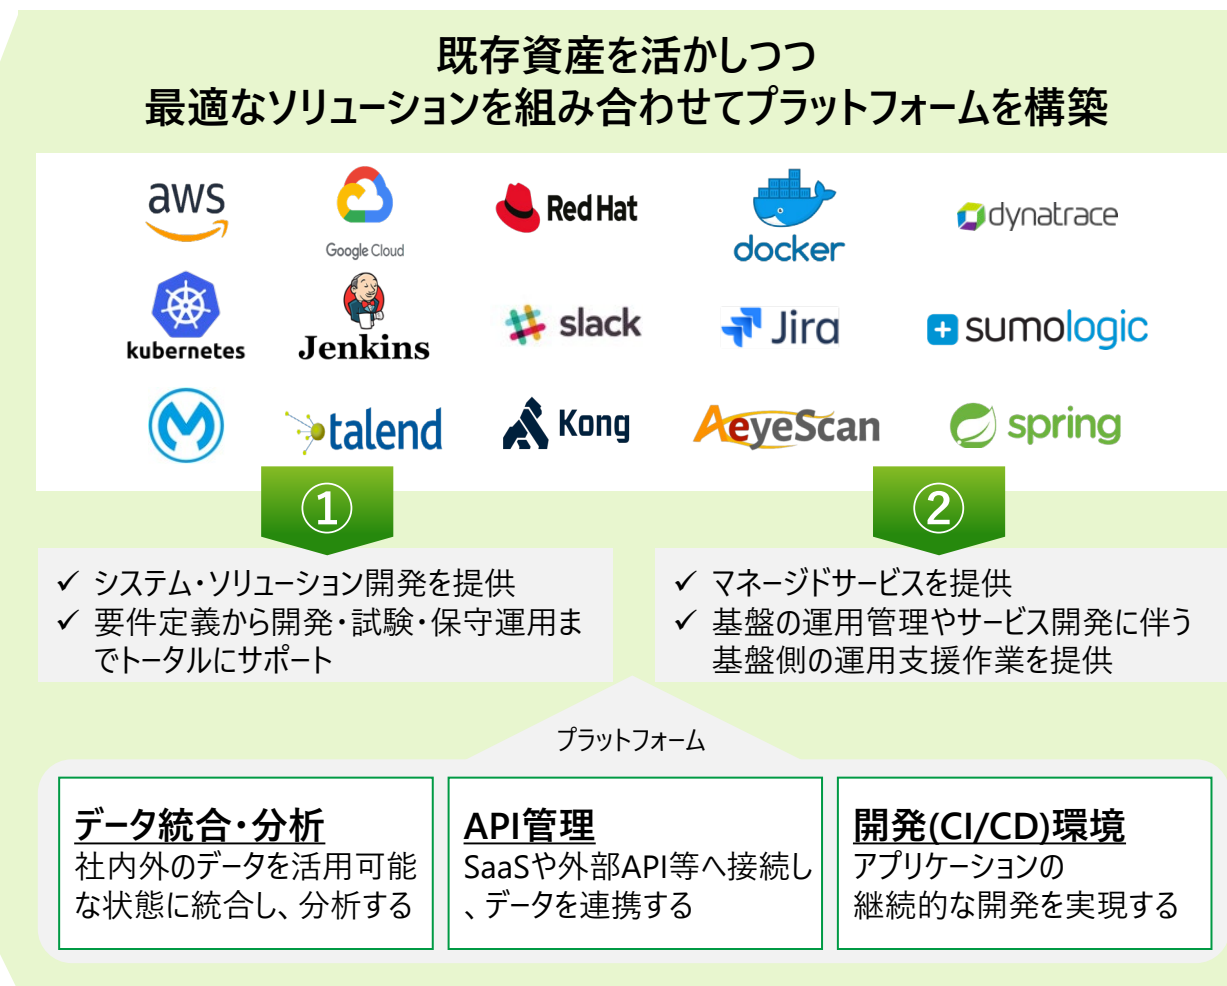 既存資産を活かしつつ
最適なソリューションを組み合わせてプラットフォームを構築
aws
Google Cloud
Red Hat
docker
dynatrace
kubernetes
Jenkins
slack
Jira
sumologic
talend
Kong
AeyeScan
spring
①
②
✓ システム・ソリューション開発を提供
✓ 要件定義から開発・試験・保守運用ま
でトータルにサポート
✓ マネージドサービスを提供
✓ 基盤の運用管理やサービス開発に伴う
基盤側の運用支援作業を提供
プラットフォーム
データ統合・分析
社内外のデータを活用可能
な状態に統合し、分析する
API管理
SaaSや外部API等へ接続し
、データを連携する
開発(CI/CD)環境
アプリケーションの
継続的な開発を実現する